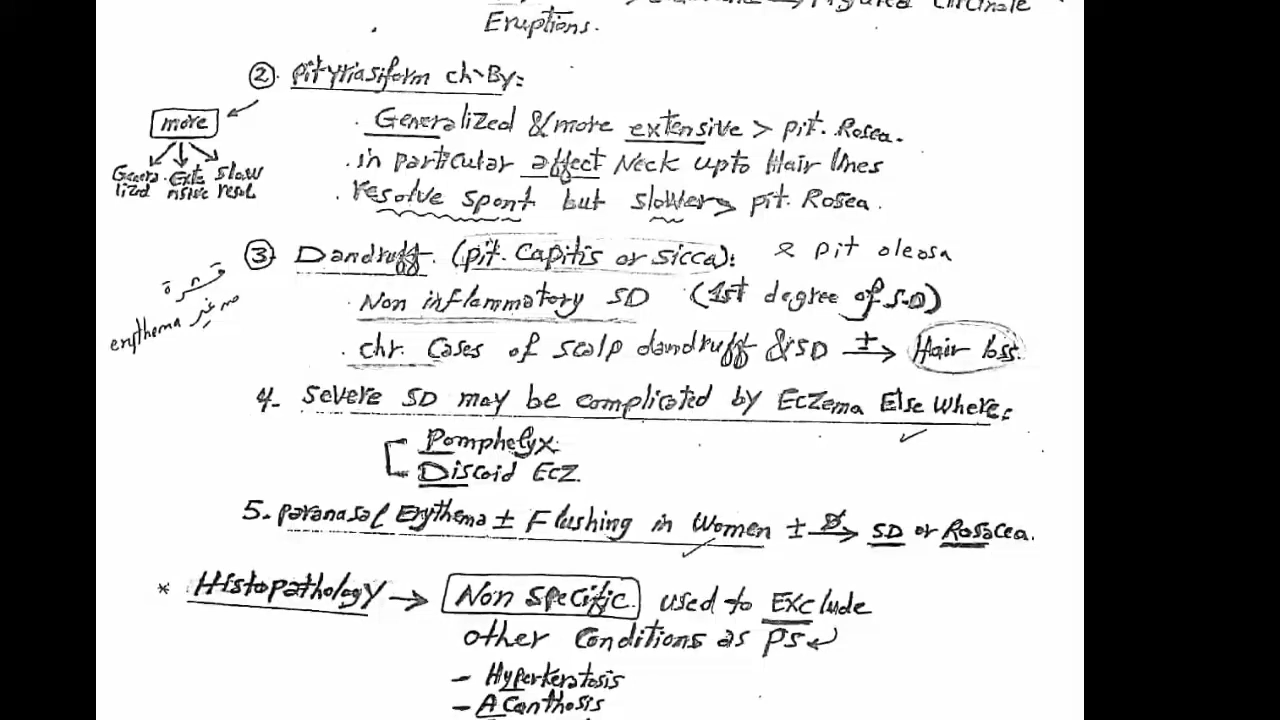 Figured Circinate
Eruptions.
② pityriasiform ch-By:
more
Genera lized
Exte nsive
slow resol
. Generalized & more extensive > pit. Rosea.
. in particular affect Neck upto Hair lines
. resolve spont but slower > pit. Rosea.
③ Dandruff (pit. Capitis or sicca): & pit oleosa
قشرة
من غير erythema
. Non inflammatory SD (1st degree of S.D)
. chr. Cases of scalp dandruff & SD ± → Hair loss.
4- Severe SD may be complicated by Eczema Else where:
Pompholyx.
Discoid Ecz.
5- paranasal Erythema ± Flushing in Women ± → SD or Rosacea.
* Histopathology → Non specific. used to Exclude
other Conditions as Ps
- Hyperkeratosis
- Acanthosis